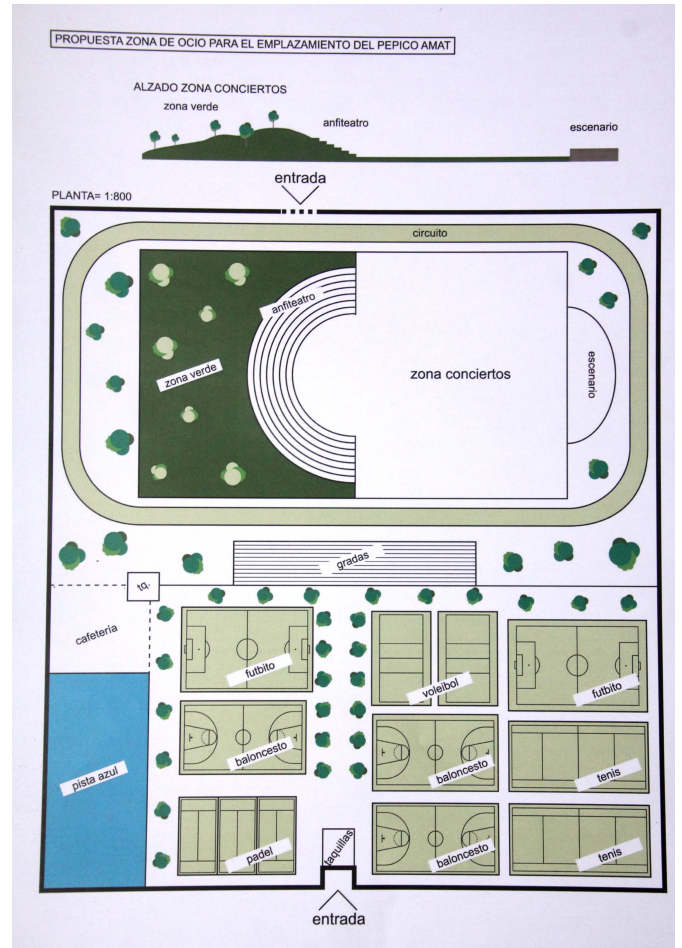 PROPUESTA ZONA DE OCIO PARA EL EMPLAZAMIENTO DEL PEPICO AMAT
ALZADO ZONA CONCIERTOS
zona verde
anfiteatro
escenario
entrada
PLANTA= 1:800
circuito
anfiteatro
zona verde
zona conciertos
escenario
gradas
tq.
cafetería
futbito
voleibol
futbito
baloncesto
baloncesto
tenis
pista azul
padel
taquillas
baloncesto
tenis
entrada